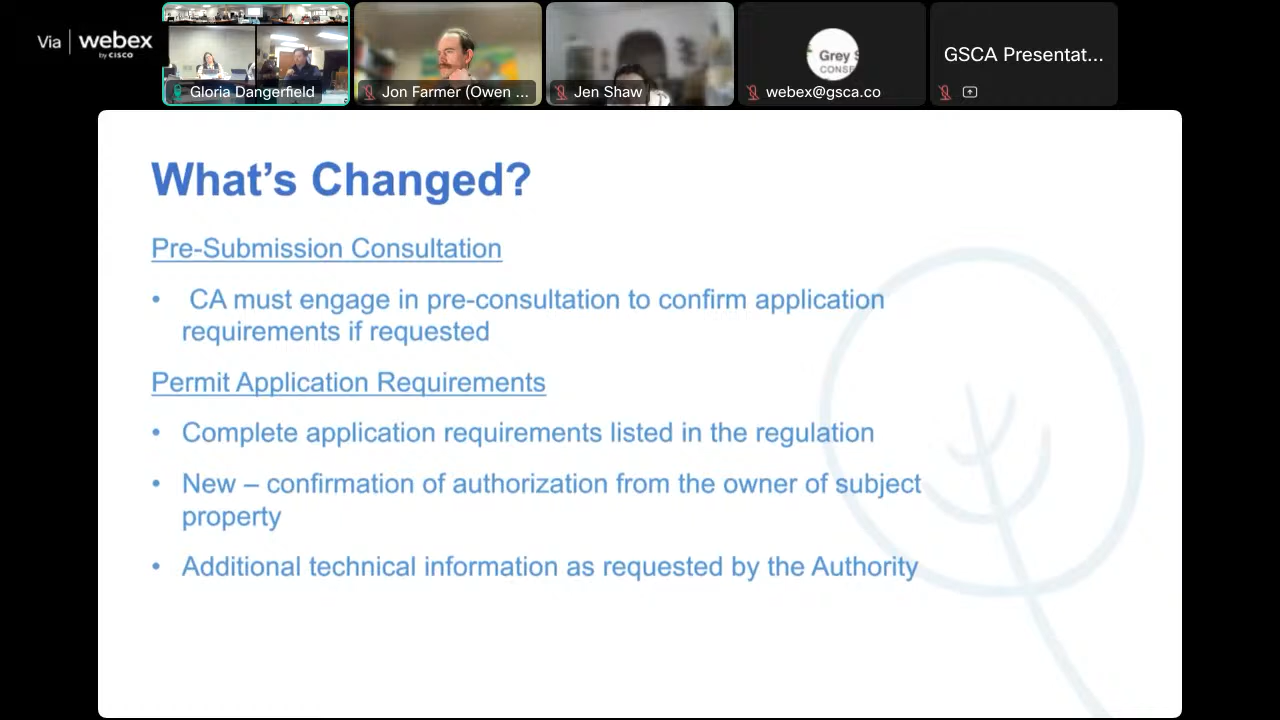 Via webex
by CISCO
Gloria Dangerfield
Jon Farmer (Owen ...
Jen Shaw
Grey S
CONSE
webex@gsca.co
GSCA Presentat...
What's Changed?
Pre-Submission Consultation
• CA must engage in pre-consultation to confirm application
requirements if requested
Permit Application Requirements
• Complete application requirements listed in the regulation
• New – confirmation of authorization from the owner of subject
property
• Additional technical information as requested by the Authority